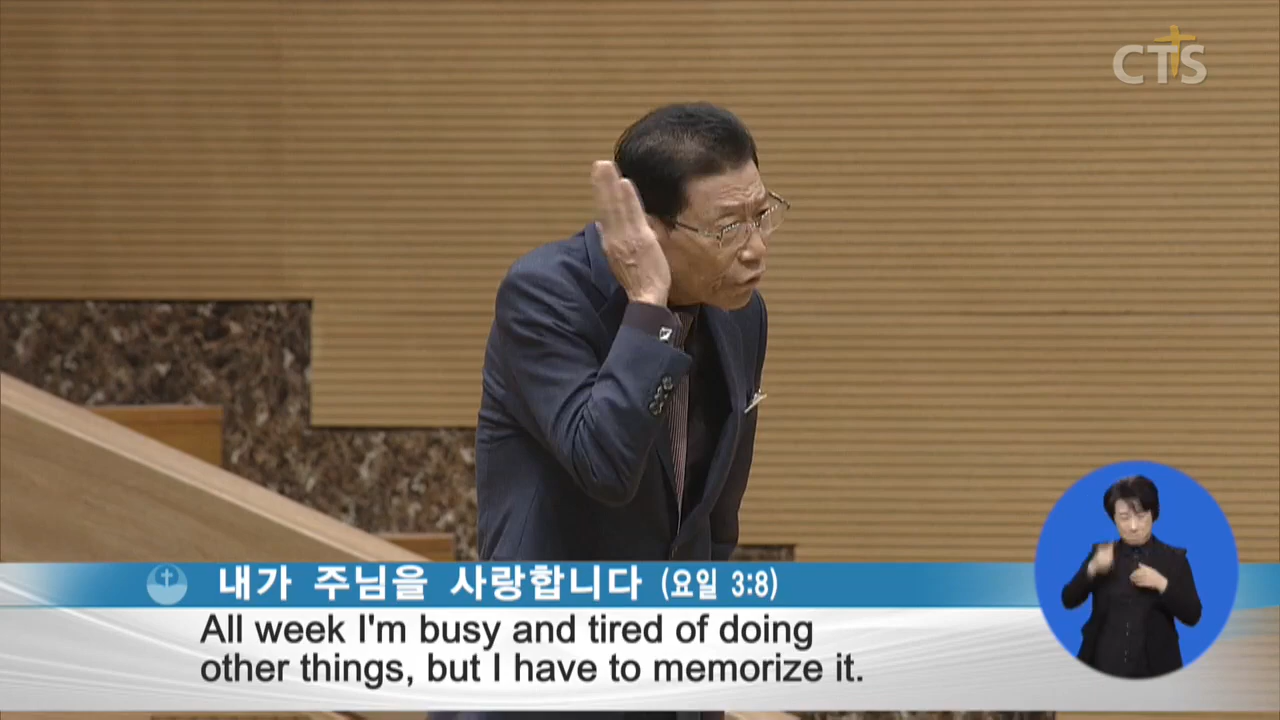 CTS
내가 주님을 사랑합니다 (요일 3:8)
All week I'm busy and tired of doing
other things, but I have to memorize it.